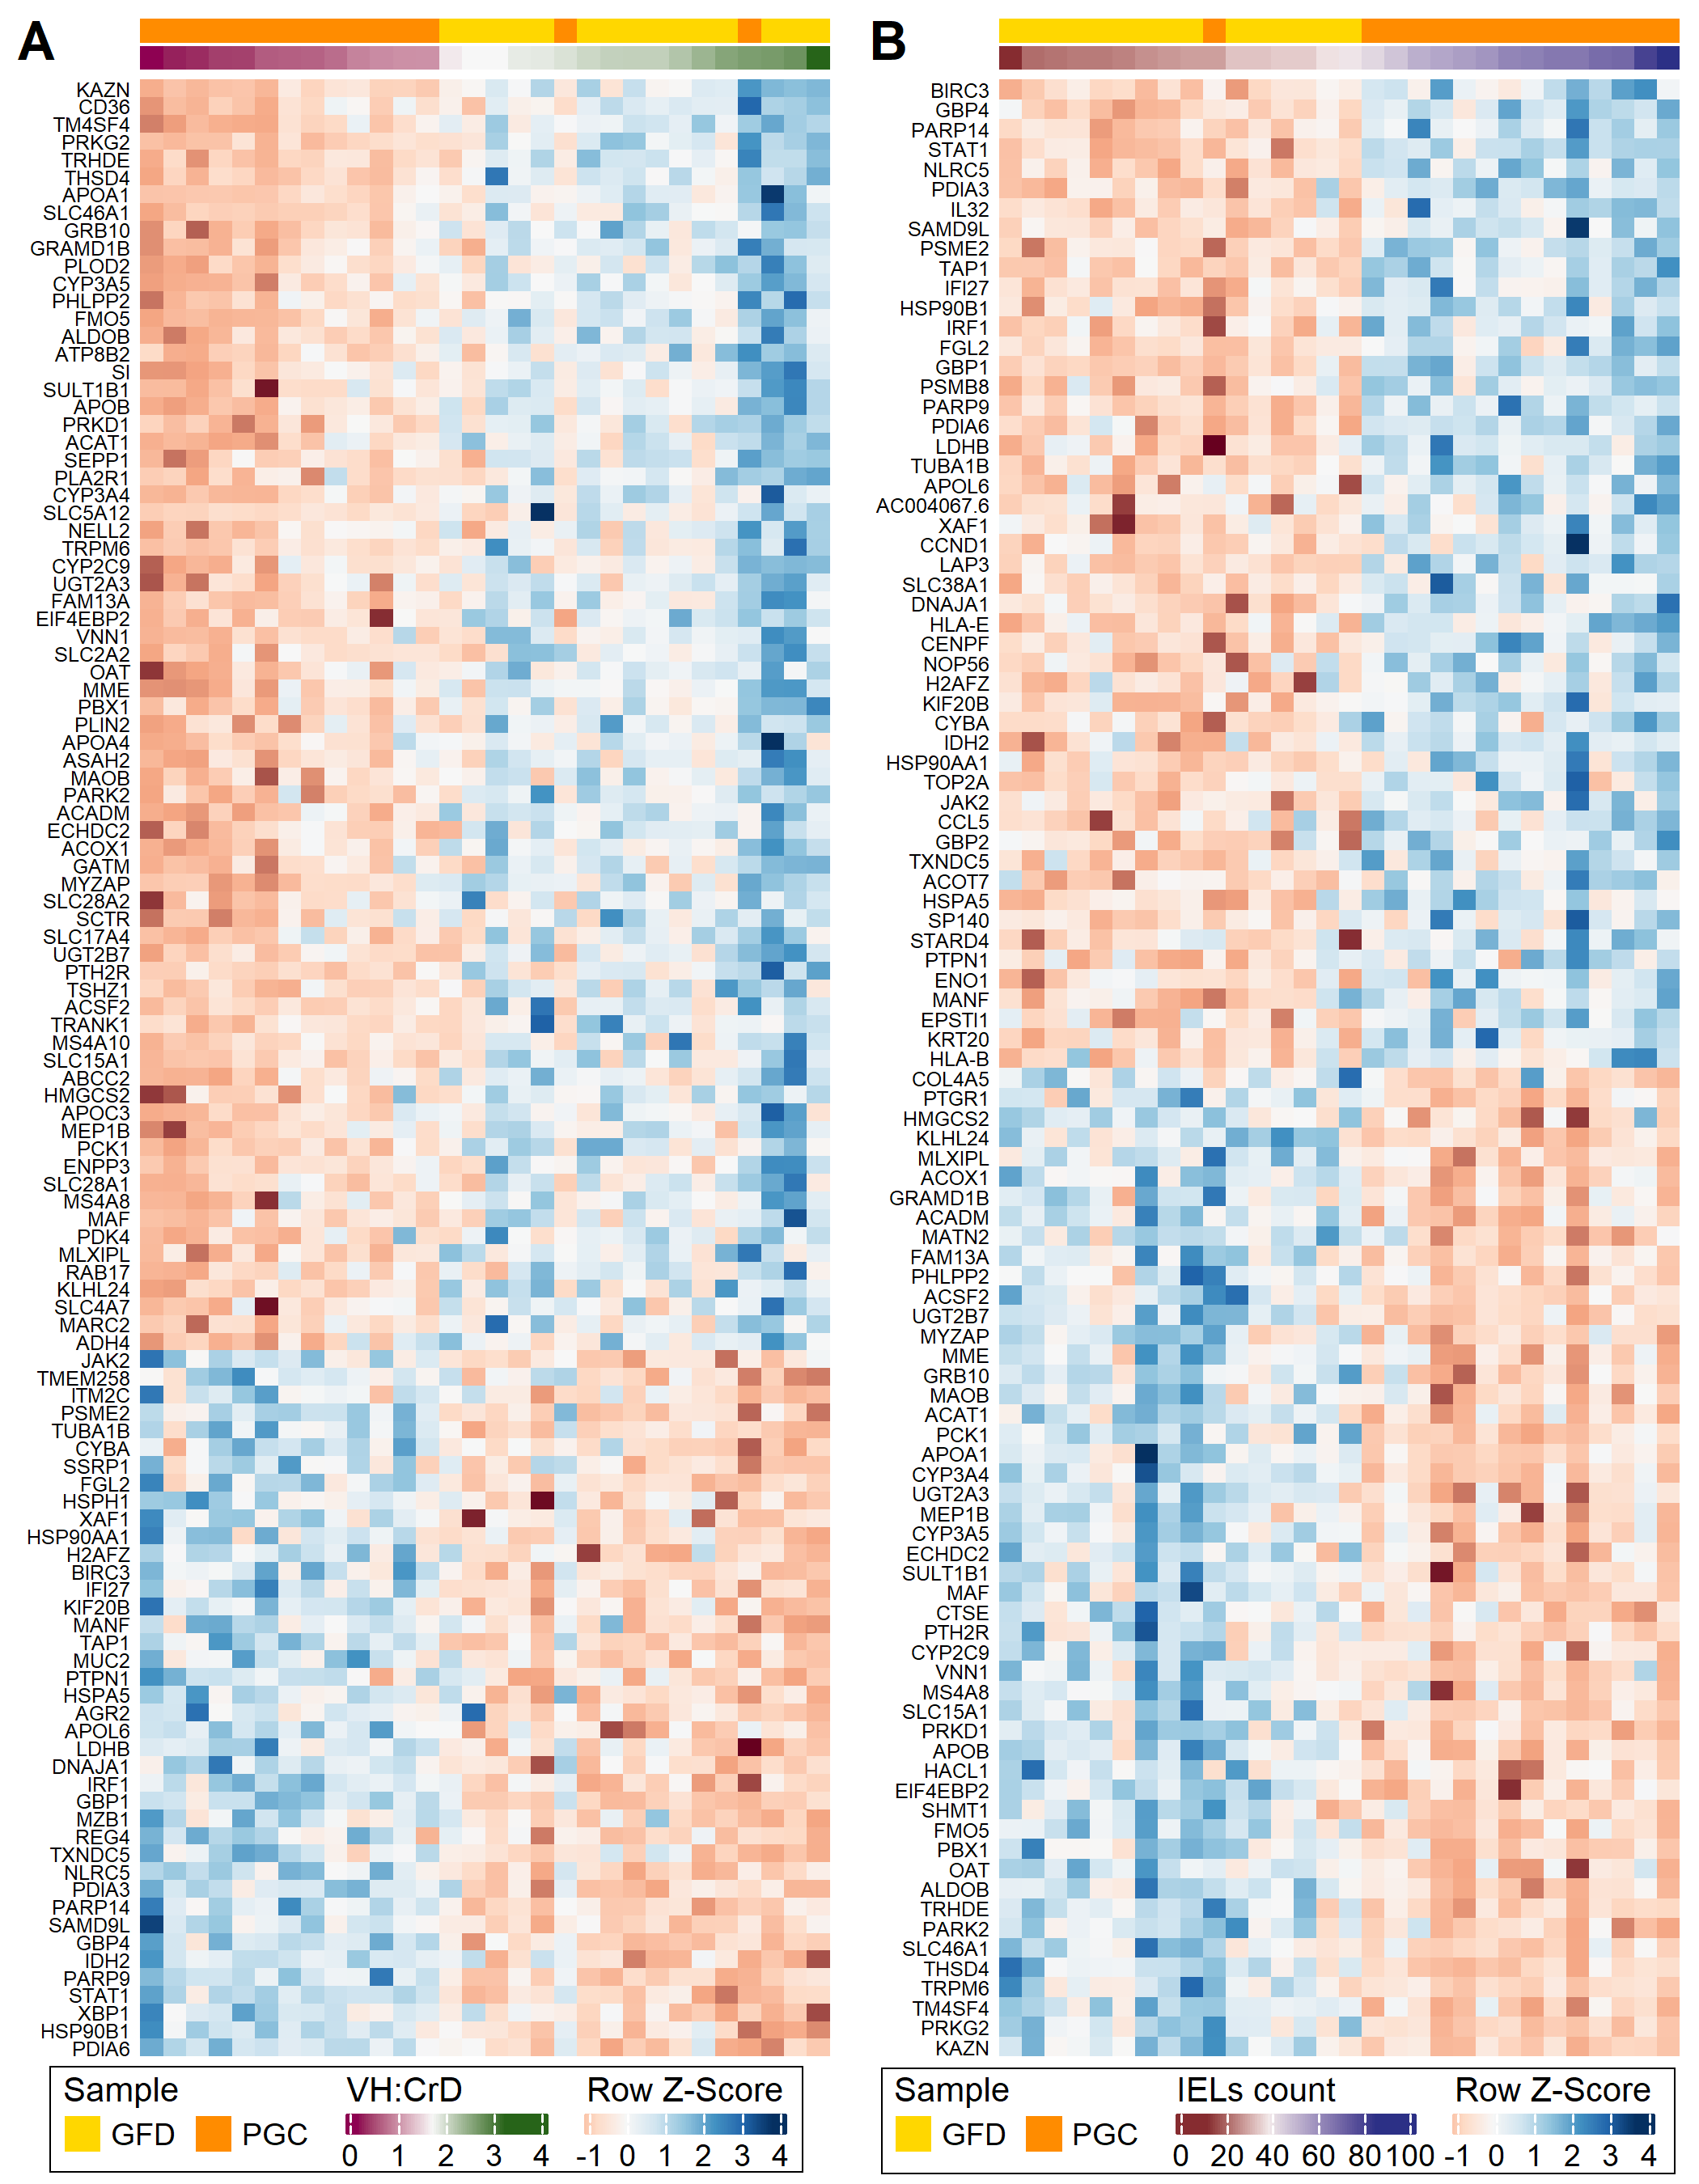 A
KAZN
CD36
TM4SF4
PRKG2
TRHDE
THSD4
APOA1
SLC46A1
GRB10
GRAMD1B
PLOD2
CYP3A5
PHLPP2
FMO5
ALDOB
ATP8B2
SI
SULT1B1
APOB
PRKD1
ACAT1
SEPP1
PLA2R1
CYP3A4
SLC5A12
NELL2
TRPM6
CYP2C9
UGT2A3
FAM13A
EIF4EBP2
VNN1
SLC2A2
OAT
MME
PBX1
PLIN2
APOA4
ASAH2
MAOB
PARK2
ACADM
ECHDC2
ACOX1
GATM
MYZAP
SLC28A2
SCTR
SLC17A4
UGT2B7
PTH2R
TSHZ1
ACSF2
TRANK1
MS4A10
SLC15A1
ABCC2
HMGCS2
APOC3
MEP1B
PCK1
ENPP3
SLC28A1
MS4A8
MAF
PDK4
MLXIPL
RAB17
KLHL24
SLC4A7
MARC2
ADH4
JAK2
TMEM258
ITM2C
PSME2
TUBA1B
CYBA
SSRP1
FGL2
HSPH1
XAF1
HSP90AA1
H2AFZ
BIRC3
IFI27
KIF20B
MANF
TAP1
MUC2
PTPN1
HSPA5
AGR2
APOL6
LDHB
DNAJA1
IRF1
GBP1
MZB1
REG4
TXNDC5
NLRC5
PDIA3
PARP14
SAMD9L
GBP4
IDH2
PARP9
STAT1
XBP1
HSP90B1
PDIA6
Sample VH:CrD Row Z-Score
GFD PGC
0 1 2 3 4 -1 0 1 2 3 4
B
BIRC3
GBP4
PARP14
STAT1
NLRC5
PDIA3
IL32
SAMD9L
PSME2
TAP1
IFI27
HSP90B1
IRF1
FGL2
GBP1
PSMB8
PARP9
PDIA6
LDHB
TUBA1B
APOL6
AC004067.6
XAF1
CCND1
LAP3
SLC38A1
DNAJA1
HLA-E
CENPF
NOP56
H2AFZ
KIF20B
CYBA
IDH2
HSP90AA1
TOP2A
JAK2
CCL5
GBP2
TXNDC5
ACOT7
HSPA5
SP140
STARD4
PTPN1
ENO1
MANF
EPSTI1
KRT20
HLA-B
COL4A5
PTGR1
HMGCS2
KLHL24
MLXIPL
ACOX1
GRAMD1B
ACADM
MATN2
FAM13A
PHLPP2
ACSF2
UGT2B7
MYZAP
MME
GRB10
MAOB
ACAT1
PCK1
APOA1
CYP3A4
UGT2A3
MEP1B
CYP3A5
ECHDC2
SULT1B1
MAF
CTSE
PTH2R
CYP2C9
VNN1
MS4A8
SLC15A1
PRKD1
APOB
HACL1
EIF4EBP2
SHMT1
FMO5
PBX1
OAT
ALDOB
TRHDE
PARK2
SLC46A1
THSD4
TRPM6
TM4SF4
PRKG2
KAZN
Sample IELs count Row Z-Score
GFD PGC
0 20 40 60 80 100 -1 0 1 2 3 4